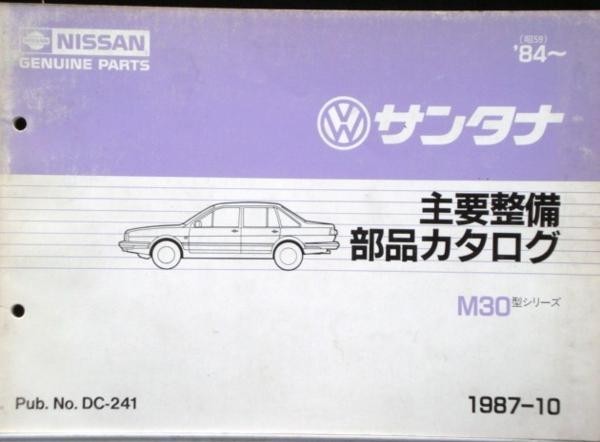 NISSAN
GENUINE PARTS
(昭59)
'84〜
サンタナ
主要整備
部品カタログ
M30型シリーズ
Pub. No. DC-241
1987-10